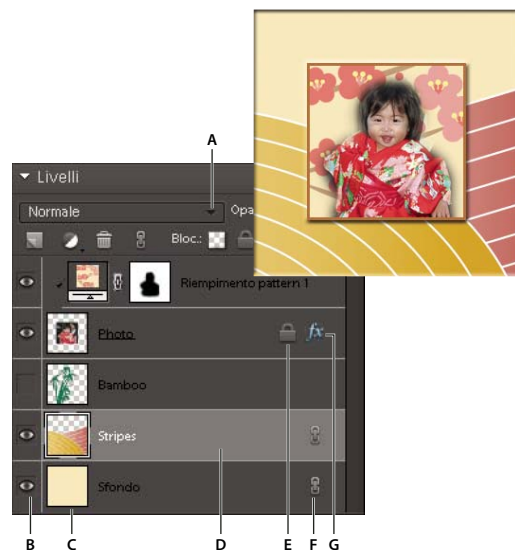 A
Livelli
Normale
Opa
Bloc.:
Riempimento pattern 1
Photo
fx
Bamboo
Stripes
Sfondo
B C D E F G